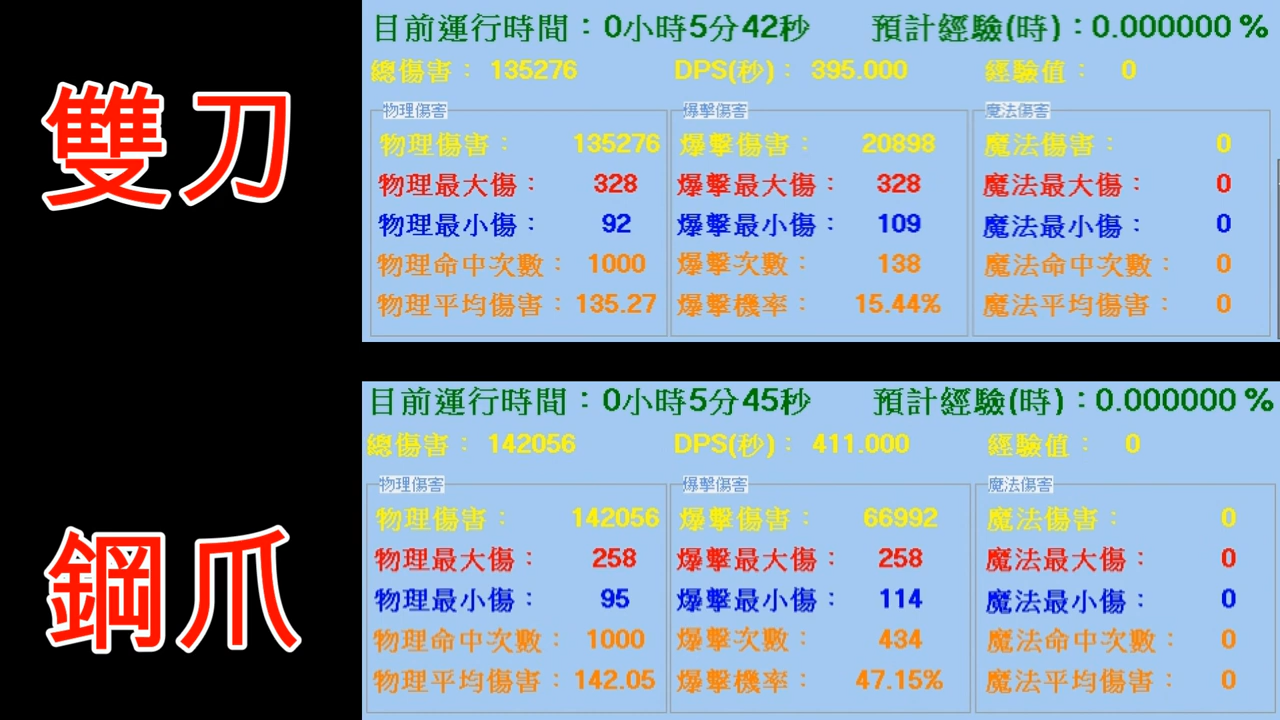 雙刀
目前運行時間：0小時5分42秒 預計經驗(時)：0.000000 %
總傷害： 135276 DPS(秒)： 395.000 經驗值： 0
物理傷害 爆擊傷害 魔法傷害
物理傷害： 135276 爆擊傷害： 20898 魔法傷害： 0
物理最大傷： 328 爆擊最大傷： 328 魔法最大傷： 0
物理最小傷： 92 爆擊最小傷： 109 魔法最小傷： 0
物理命中次數： 1000 爆擊次數： 138 魔法命中次數： 0
物理平均傷害： 135.27 爆擊機率： 15.44% 魔法平均傷害： 0
鋼爪
目前運行時間：0小時5分45秒 預計經驗(時)：0.000000 %
總傷害： 142056 DPS(秒)： 411.000 經驗值： 0
物理傷害 爆擊傷害 魔法傷害
物理傷害： 142056 爆擊傷害： 66992 魔法傷害： 0
物理最大傷： 258 爆擊最大傷： 258 魔法最大傷： 0
物理最小傷： 95 爆擊最小傷： 114 魔法最小傷： 0
物理命中次數： 1000 爆擊次數： 434 魔法命中次數： 0
物理平均傷害： 142.05 爆擊機率： 47.15% 魔法平均傷害： 0